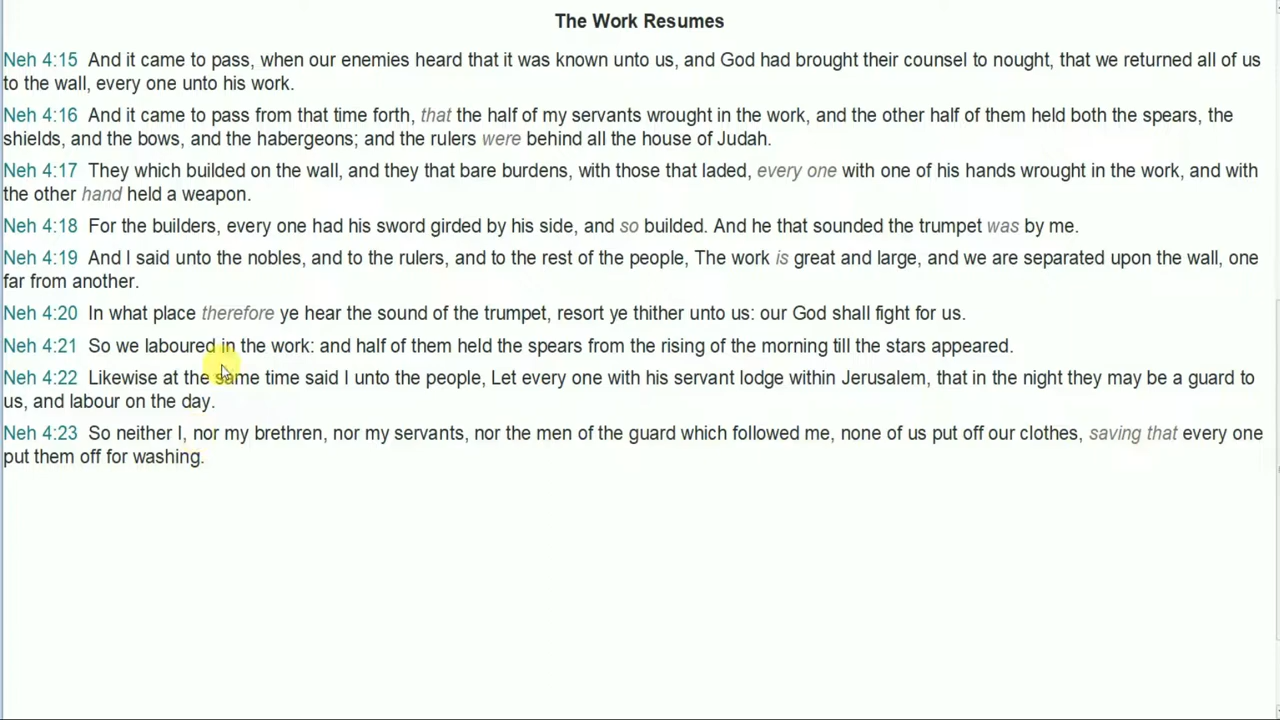 The Work Resumes
Neh 4:15 And it came to pass, when our enemies heard that it was known unto us, and God had brought their counsel to nought, that we returned all of us
to the wall, every one unto his work.
Neh 4:16 And it came to pass from that time forth, that the half of my servants wrought in the work, and the other half of them held both the spears, the
shields, and the bows, and the habergeons; and the rulers were behind all the house of Judah.
Neh 4:17 They which builded on the wall, and they that bare burdens, with those that laded, every one with one of his hands wrought in the work, and with
the other hand held a weapon.
Neh 4:18 For the builders, every one had his sword girded by his side, and so builded. And he that sounded the trumpet was by me.
Neh 4:19 And I said unto the nobles, and to the rulers, and to the rest of the people, The work is great and large, and we are separated upon the wall, one
far from another.
Neh 4:20 In what place therefore ye hear the sound of the trumpet, resort ye thither unto us: our God shall fight for us.
Neh 4:21 So we laboured in the work: and half of them held the spears from the rising of the morning till the stars appeared.
Neh 4:22 Likewise at the same time said I unto the people, Let every one with his servant lodge within Jerusalem, that in the night they may be a guard to
us, and labour on the day.
Neh 4:23 So neither I, nor my brethren, nor my servants, nor the men of the guard which followed me, none of us put off our clothes, saving that every one
put them off for washing.